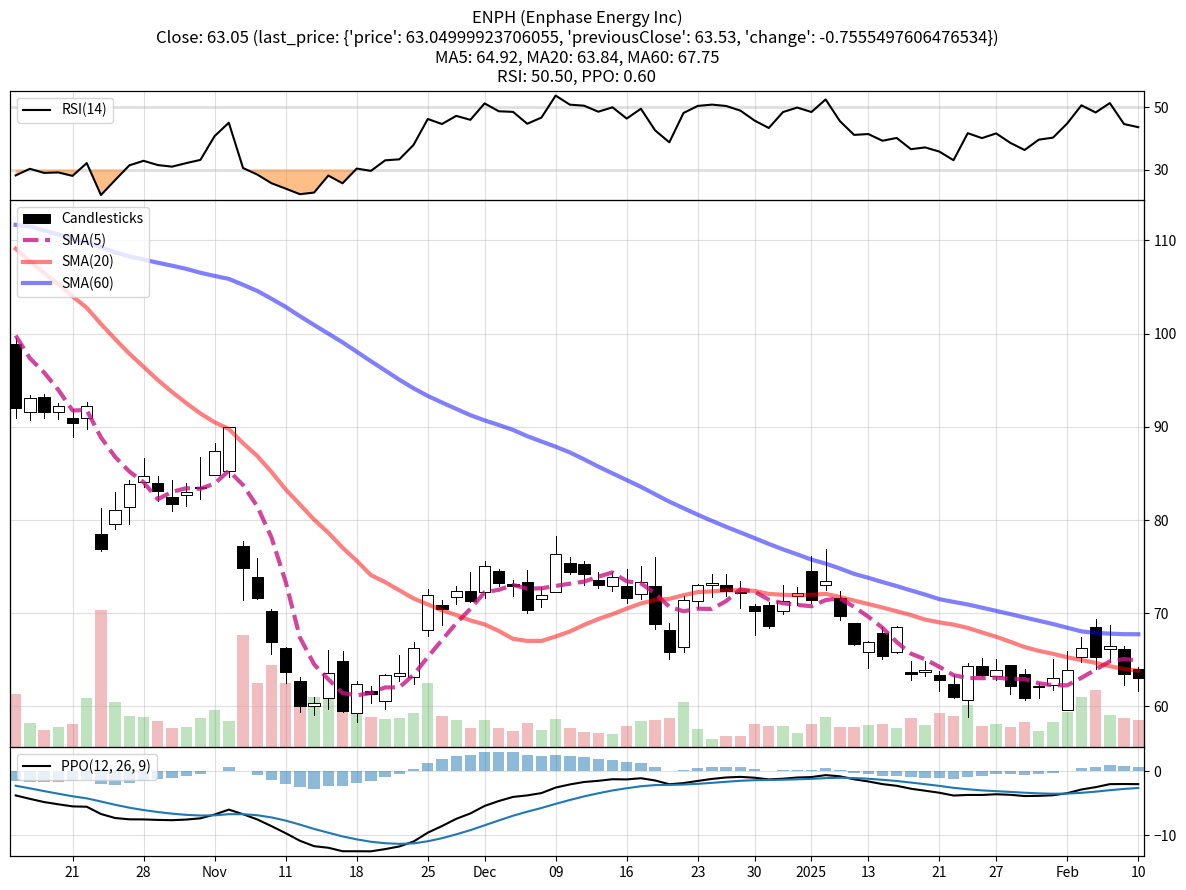 ENPH (Enphase Energy Inc)
Close: 63.05 (last_price: {'price': 63.04999923706055, 'previousClose': 63.53, 'change': -0.7555497606476534})
MA5: 64.92, MA20: 63.84, MA60: 67.75
RSI: 50.50, PPO: 0.60
RSI(14)
50
30
Candlesticks
SMA(5)
SMA(20)
SMA(60)
110
100
90
80
70
60
PPO(12, 26, 9)
0
−10
21 28 Nov 11 18 25 Dec 09 16 23 30 2025 13 21 27 Feb 10